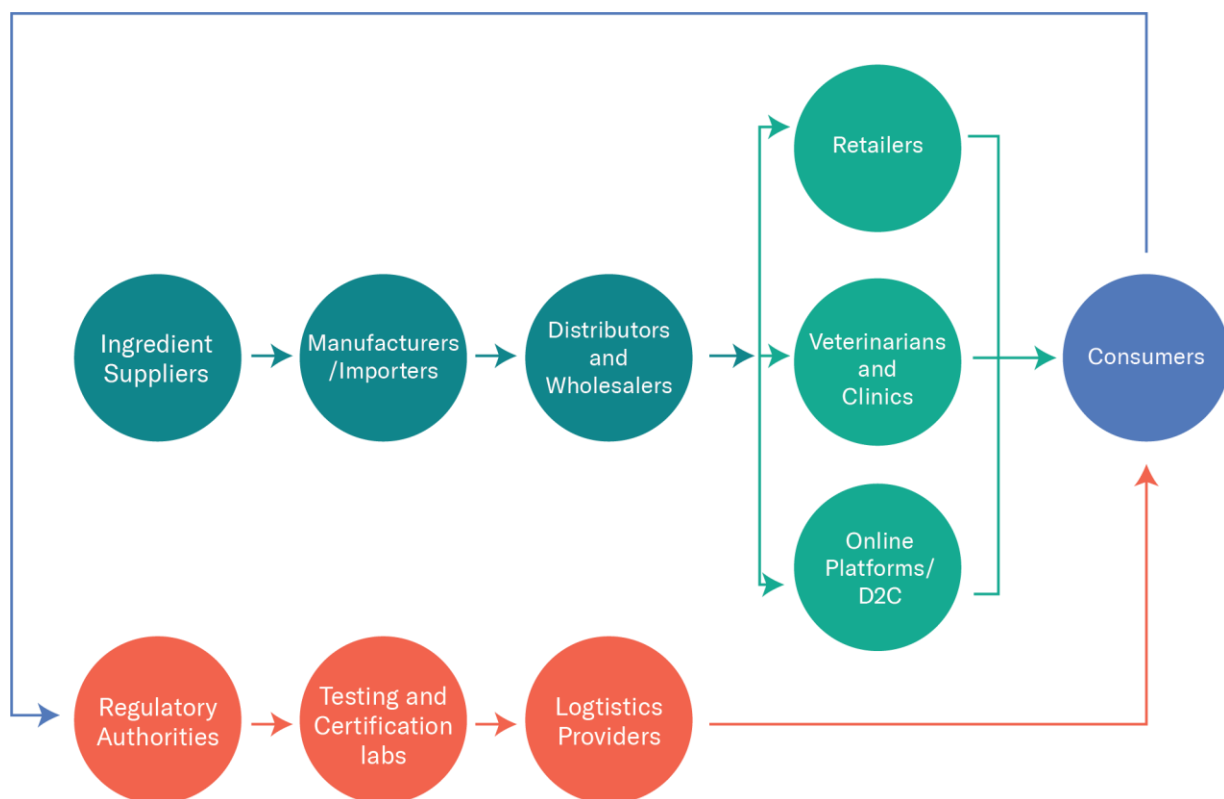 Retailers
Ingredient
Suppliers
Manufacturers
/Importers
Distributors
and
Wholesalers
Veterinarians
and
Clinics
Consumers
Online
Platforms/
D2C
Regulatory
Authorities
Testing and
Certification
labs
Logtistics
Providers